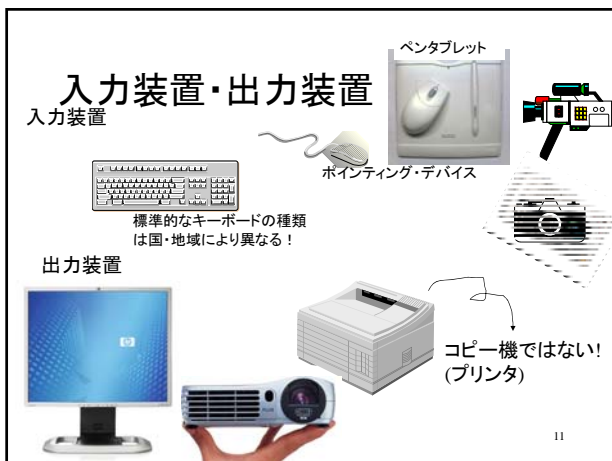 ペンタブレット
入力装置・出力装置
入力装置
ポインティング・デバイス
標準的なキーボードの種類
は国・地域により異なる！
出力装置
コピー機ではない!
(プリンタ)
hp
PLUS
11